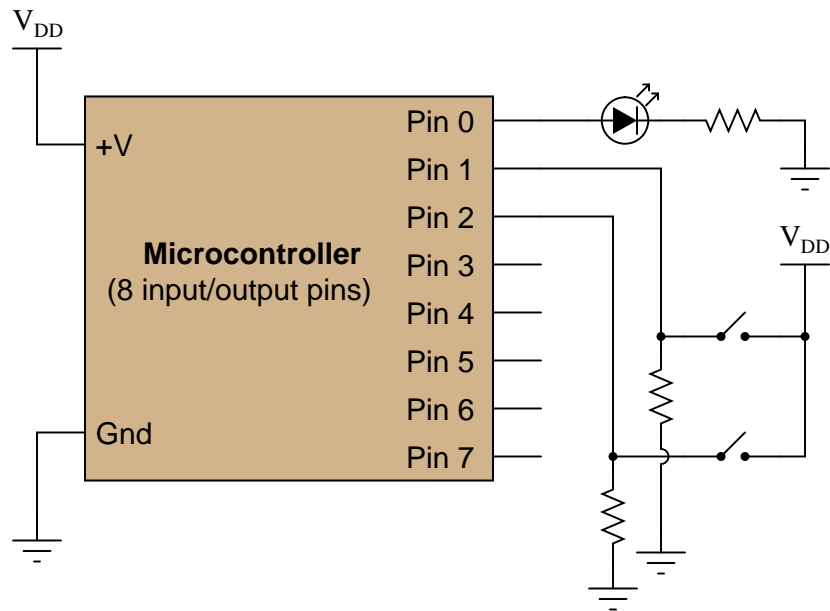 V_DD
+V
Microcontroller
(8 input/output pins)
Gnd
Pin 0
Pin 1
Pin 2
Pin 3
Pin 4
Pin 5
Pin 6
Pin 7
V_DD